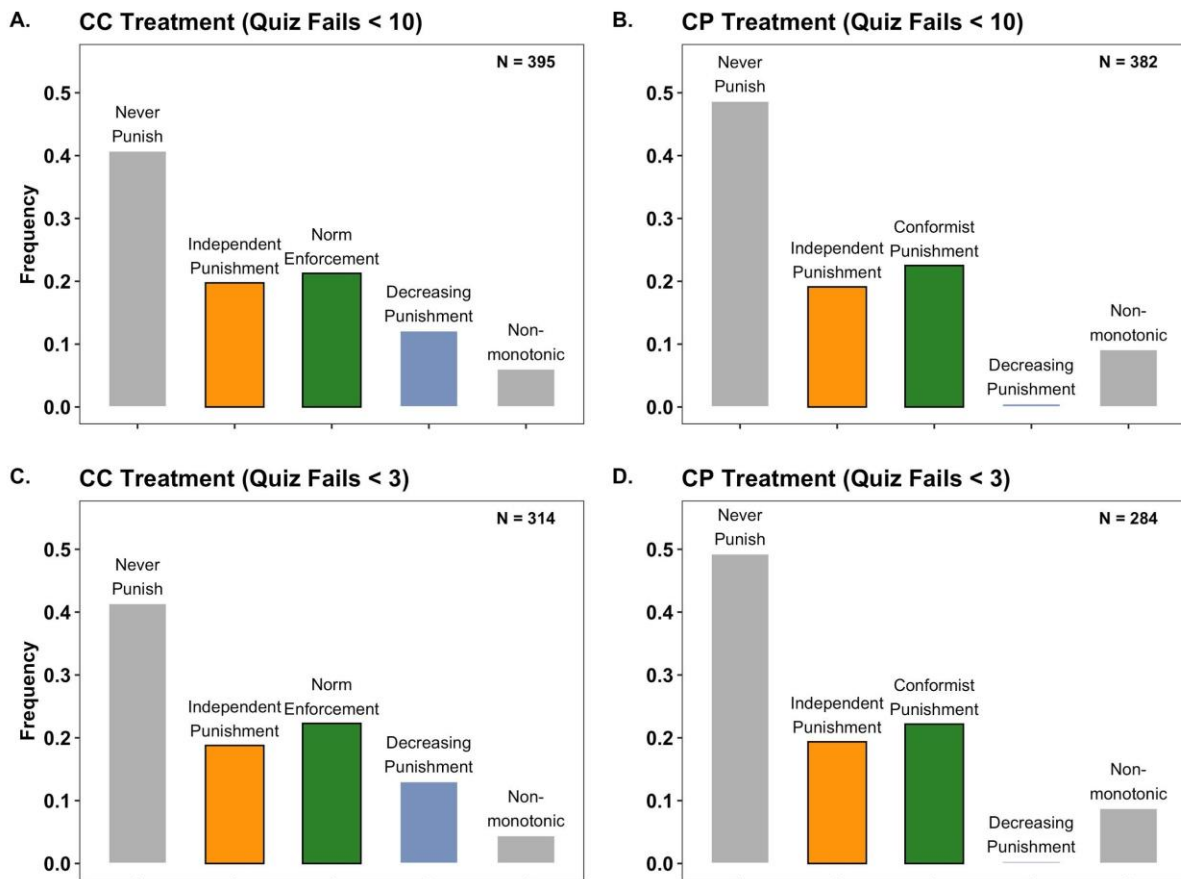 A. CC Treatment (Quiz Fails < 10)
N = 395
Frequency
0.5
0.4
0.3
0.2
0.1
0.0
Never
Punish
Independent
Punishment
Norm
Enforcement
Decreasing
Punishment
Non-
monotonic
B. CP Treatment (Quiz Fails < 10)
N = 382
0.5
0.4
0.3
0.2
0.1
0.0
Never
Punish
Independent
Punishment
Conformist
Punishment
Decreasing
Punishment
Non-
monotonic
C. CC Treatment (Quiz Fails < 3)
N = 314
Frequency
0.5
0.4
0.3
0.2
0.1
0.0
Never
Punish
Independent
Punishment
Norm
Enforcement
Decreasing
Punishment
Non-
monotonic
D. CP Treatment (Quiz Fails < 3)
N = 284
0.5
0.4
0.3
0.2
0.1
0.0
Never
Punish
Independent
Punishment
Conformist
Punishment
Decreasing
Punishment
Non-
monotonic